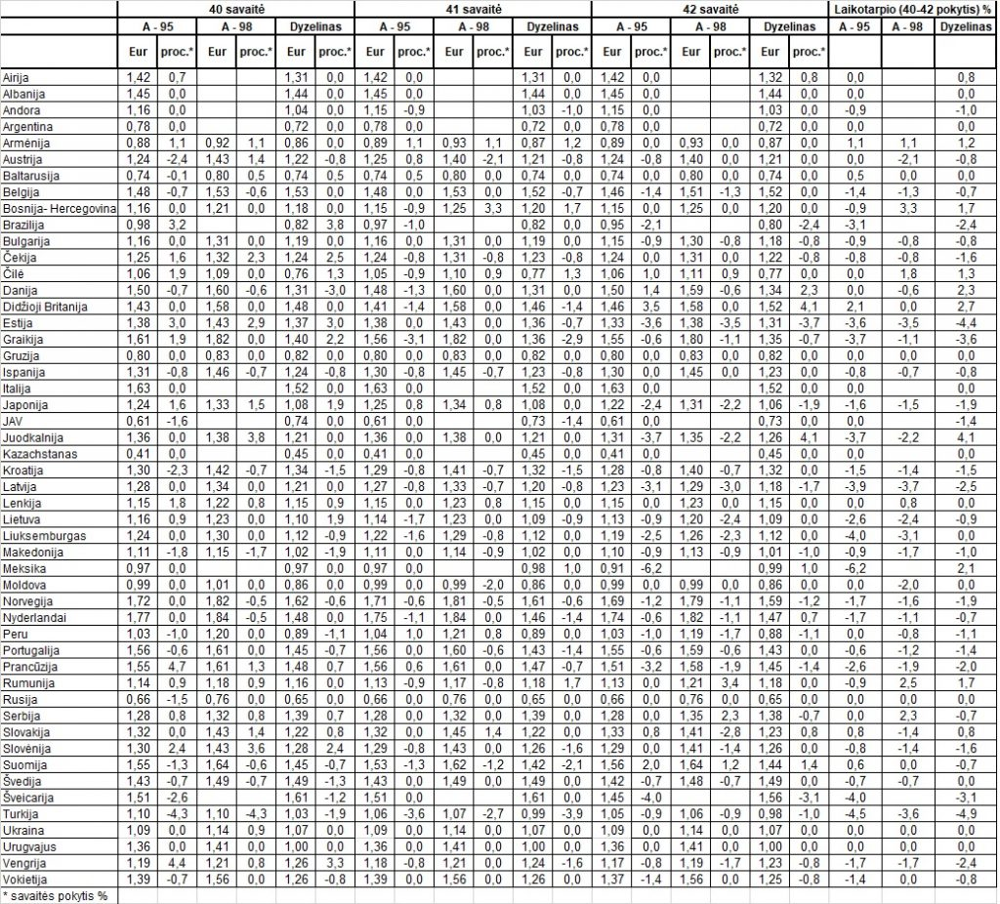 40 savaitė 41 savaitė 42 savaitė Laikotarpio (40-42 pokytis) %
A - 95 A - 98 Dyzelinas A - 95 A - 98 Dyzelinas A - 95 A - 98 Dyzelinas A - 95 A - 98 Dyzelinas
Eur proc.* Eur proc.* Eur proc.* Eur proc.* Eur proc.* Eur proc.* Eur proc.* Eur proc.* Eur proc.*
Airija 1,42 0,7 1,31 0,0 1,42 0,0 1,31 0,0 1,42 0,0 1,32 0,8 0,0 0,8
Albanija 1,45 0,0 1,44 0,0 1,45 0,0 1,44 0,0 1,45 0,0 1,44 0,0 0,0 0,0
Andora 1,16 0,0 1,04 0,0 1,15 -0,9 1,03 -1,0 1,15 0,0 1,03 0,0 -0,9 -1,0
Argentina 0,78 0,0 0,72 0,0 0,78 0,0 0,72 0,0 0,78 0,0 0,72 0,0 0,0 0,0
Armėnija 0,88 1,1 0,92 1,1 0,86 0,0 0,89 1,1 0,93 1,1 0,87 1,2 0,89 0,0 0,93 0,0 0,87 0,0 1,1 1,1 1,2
Austrija 1,24 -2,4 1,43 1,4 1,22 -0,8 1,25 0,8 1,40 -2,1 1,21 -0,8 1,24 -0,8 1,40 0,0 1,21 0,0 0,0 -2,1 -0,8
Baltarusija 0,74 -0,1 0,80 0,5 0,74 0,5 0,74 0,5 0,80 0,0 0,74 0,0 0,74 0,0 0,80 0,0 0,74 0,0 0,5 0,0 0,0
Belgija 1,48 -0,7 1,53 -0,6 1,53 0,0 1,48 0,0 1,53 0,0 1,52 -0,7 1,46 -1,4 1,51 -1,3 1,52 0,0 -1,4 -1,3 -0,7
Bosnija- Hercegovina 1,16 0,0 1,21 0,0 1,18 0,0 1,15 -0,9 1,25 3,3 1,20 1,7 1,15 0,0 1,25 0,0 1,20 0,0 -0,9 3,3 1,7
Brazilija 0,98 3,2 0,82 3,8 0,97 -1,0 0,82 0,0 0,95 -2,1 0,80 -2,4 -3,1 -2,4
Bulgarija 1,16 0,0 1,31 0,0 1,19 0,0 1,16 0,0 1,31 0,0 1,19 0,0 1,15 -0,9 1,30 -0,8 1,18 -0,8 -0,9 -0,8 -0,8
Čekija 1,25 1,6 1,32 2,3 1,24 2,5 1,24 -0,8 1,31 -0,8 1,23 -0,8 1,24 0,0 1,31 0,0 1,22 -0,8 -0,8 -0,8 -1,6
Čilė 1,06 1,9 1,09 0,0 0,76 1,3 1,05 -0,9 1,10 0,9 0,77 1,3 1,06 1,0 1,11 0,9 0,77 0,0 0,0 1,8 1,3
Danija 1,50 -0,7 1,60 -0,6 1,31 -3,0 1,48 -1,3 1,60 0,0 1,31 0,0 1,50 1,4 1,59 -0,6 1,34 2,3 0,0 -0,6 2,3
Didžioji Britanija 1,43 0,0 1,58 0,0 1,48 0,0 1,41 -1,4 1,58 0,0 1,46 -1,4 1,46 3,5 1,58 0,0 1,52 4,1 2,1 0,0 2,7
Estija 1,38 3,0 1,43 2,9 1,37 3,0 1,38 0,0 1,43 0,0 1,36 -0,7 1,33 -3,6 1,38 -3,5 1,31 -3,7 -3,6 -3,5 -4,4
Graikija 1,61 1,9 1,82 0,0 1,40 2,2 1,56 -3,1 1,82 0,0 1,36 -2,9 1,55 -0,6 1,80 -1,1 1,35 -0,7 -3,7 -1,1 -3,6
Gruzija 0,80 0,0 0,83 0,0 0,82 0,0 0,80 0,0 0,83 0,0 0,82 0,0 0,80 0,0 0,83 0,0 0,82 0,0 0,0 0,0 0,0
Ispanija 1,31 -0,8 1,46 -0,7 1,24 -0,8 1,30 -0,8 1,45 -0,7 1,23 -0,8 1,30 0,0 1,45 0,0 1,23 0,0 -0,8 -0,7 -0,8
Italija 1,63 0,0 1,52 0,0 1,63 0,0 1,52 0,0 1,63 0,0 1,52 0,0 0,0 0,0
Japonija 1,24 1,6 1,33 1,5 1,08 1,9 1,25 0,8 1,34 0,8 1,08 0,0 1,22 -2,4 1,31 -2,2 1,06 -1,9 -1,6 -1,5 -1,9
JAV 0,61 -1,6 0,74 0,0 0,61 0,0 0,73 -1,4 0,61 0,0 0,73 0,0 0,0 -1,4
Juodkalnija 1,36 0,0 1,38 3,8 1,21 0,0 1,36 0,0 1,38 0,0 1,21 0,0 1,31 -3,7 1,35 -2,2 1,26 4,1 -3,7 -2,2 4,1
Kazachstanas 0,41 0,0 0,45 0,0 0,41 0,0 0,45 0,0 0,41 0,0 0,45 0,0 0,0 0,0
Kroatija 1,30 -2,3 1,42 -0,7 1,34 -1,5 1,29 -0,8 1,41 -0,7 1,32 -1,5 1,28 -0,8 1,40 -0,7 1,32 0,0 -1,5 -1,4 -1,5
Latvija 1,28 0,0 1,34 0,0 1,21 0,0 1,27 -0,8 1,33 -0,7 1,20 -0,8 1,23 -3,1 1,29 -3,0 1,18 -1,7 -3,9 -3,7 -2,5
Lenkija 1,15 1,8 1,22 0,8 1,15 0,9 1,15 0,0 1,23 0,8 1,15 0,0 1,15 0,0 1,23 0,0 1,15 0,0 0,0 0,8 0,0
Lietuva 1,16 0,9 1,23 0,0 1,10 1,9 1,14 -1,7 1,23 0,0 1,09 -0,9 1,13 -0,9 1,20 -2,4 1,09 0,0 -2,6 -2,4 -0,9
Liuksemburgas 1,24 0,0 1,30 0,0 1,12 -0,9 1,22 -1,6 1,29 -0,8 1,12 0,0 1,19 -2,5 1,26 -2,3 1,12 0,0 -4,0 -3,1 0,0
Makedonija 1,11 -1,8 1,15 -1,7 1,02 -1,9 1,11 0,0 1,14 -0,9 1,02 0,0 1,10 -0,9 1,13 -0,9 1,01 -1,0 -0,9 -1,7 -1,0
Meksika 0,97 0,0 0,97 0,0 0,97 0,0 0,98 1,0 0,91 -6,2 0,99 1,0 -6,2 2,1
Moldova 0,99 0,0 1,01 0,0 0,86 0,0 0,99 0,0 0,99 -2,0 0,86 0,0 0,99 0,0 0,99 0,0 0,86 0,0 0,0 -2,0 0,0
Norvegija 1,72 0,0 1,82 -0,5 1,62 -0,6 1,71 -0,6 1,81 -0,5 1,61 -0,6 1,69 -1,2 1,79 -1,1 1,59 -1,2 -1,7 -1,6 -1,9
Nyderlandai 1,77 0,0 1,84 -0,5 1,48 0,0 1,75 -1,1 1,84 0,0 1,46 -1,4 1,74 -0,6 1,82 -1,1 1,47 0,7 -1,7 -1,1 -0,7
Peru 1,03 -1,0 1,20 0,0 0,89 -1,1 1,04 1,0 1,21 0,8 0,89 0,0 1,03 -1,0 1,19 -1,7 0,88 -1,1 0,0 -0,8 -1,1
Portugalija 1,56 -0,6 1,61 0,0 1,45 -0,7 1,56 0,0 1,60 -0,6 1,43 -1,4 1,55 -0,6 1,59 -0,6 1,43 0,0 -0,6 -1,2 -1,4
Prancūzija 1,55 4,7 1,61 1,3 1,48 0,7 1,56 0,6 1,61 0,0 1,47 -0,7 1,51 -3,2 1,58 -1,9 1,45 -1,4 -2,6 -1,9 -2,0
Rumunija 1,14 0,9 1,18 0,9 1,16 0,0 1,13 -0,9 1,17 -0,8 1,18 1,7 1,13 0,0 1,21 3,4 1,18 0,0 -0,9 2,5 1,7
Rusija 0,66 -1,5 0,76 0,0 0,65 0,0 0,66 0,0 0,76 0,0 0,65 0,0 0,66 0,0 0,76 0,0 0,65 0,0 0,0 0,0 0,0
Serbija 1,28 0,8 1,32 0,8 1,39 0,7 1,28 0,0 1,32 0,0 1,39 0,0 1,28 0,0 1,35 2,3 1,38 -0,7 0,0 2,3 -0,7
Slovakija 1,32 0,0 1,43 1,4 1,22 0,8 1,32 0,0 1,45 1,4 1,22 0,0 1,33 0,8 1,41 -2,8 1,23 0,8 0,8 -1,4 0,8
Slovėnija 1,30 2,4 1,43 3,6 1,28 2,4 1,29 -0,8 1,43 0,0 1,26 -1,6 1,29 0,0 1,41 -1,4 1,26 0,0 -0,8 -1,4 -1,6
Suomija 1,55 -1,3 1,64 -0,6 1,45 -0,7 1,53 -1,3 1,62 -1,2 1,42 -2,1 1,56 2,0 1,64 1,2 1,44 1,4 0,6 0,0 -0,7
Švedija 1,43 -0,7 1,49 -0,7 1,49 -1,3 1,43 0,0 1,49 0,0 1,49 0,0 1,42 -0,7 1,48 -0,7 1,49 0,0 -0,7 -0,7 0,0
Šveicarija 1,51 -2,6 1,61 -1,2 1,51 0,0 1,61 0,0 1,45 -4,0 1,56 -3,1 -4,0 -3,1
Turkija 1,10 -4,3 1,10 -4,3 1,03 -1,9 1,06 -3,6 1,07 -2,7 0,99 -3,9 1,05 -0,9 1,06 -0,9 0,98 -1,0 -4,5 -3,6 -4,9
Ukraina 1,09 0,0 1,14 0,9 1,07 0,0 1,09 0,0 1,14 0,0 1,07 0,0 1,09 0,0 1,14 0,0 1,07 0,0 0,0 0,0 0,0
Urugvajus 1,36 0,0 1,41 0,0 1,00 0,0 1,36 0,0 1,41 0,0 1,00 0,0 1,36 0,0 1,41 0,0 1,00 0,0 0,0 0,0 0,0
Vengrija 1,19 4,4 1,21 0,8 1,26 3,3 1,18 -0,8 1,21 0,0 1,24 -1,6 1,17 -0,8 1,19 -1,7 1,23 -0,8 -1,7 -1,7 -2,4
Vokietija 1,39 -0,7 1,56 0,0 1,26 -0,8 1,39 0,0 1,56 0,0 1,26 0,0 1,37 -1,4 1,56 0,0 1,25 -0,8 -1,4 0,0 -0,8
* savaitės pokytis %